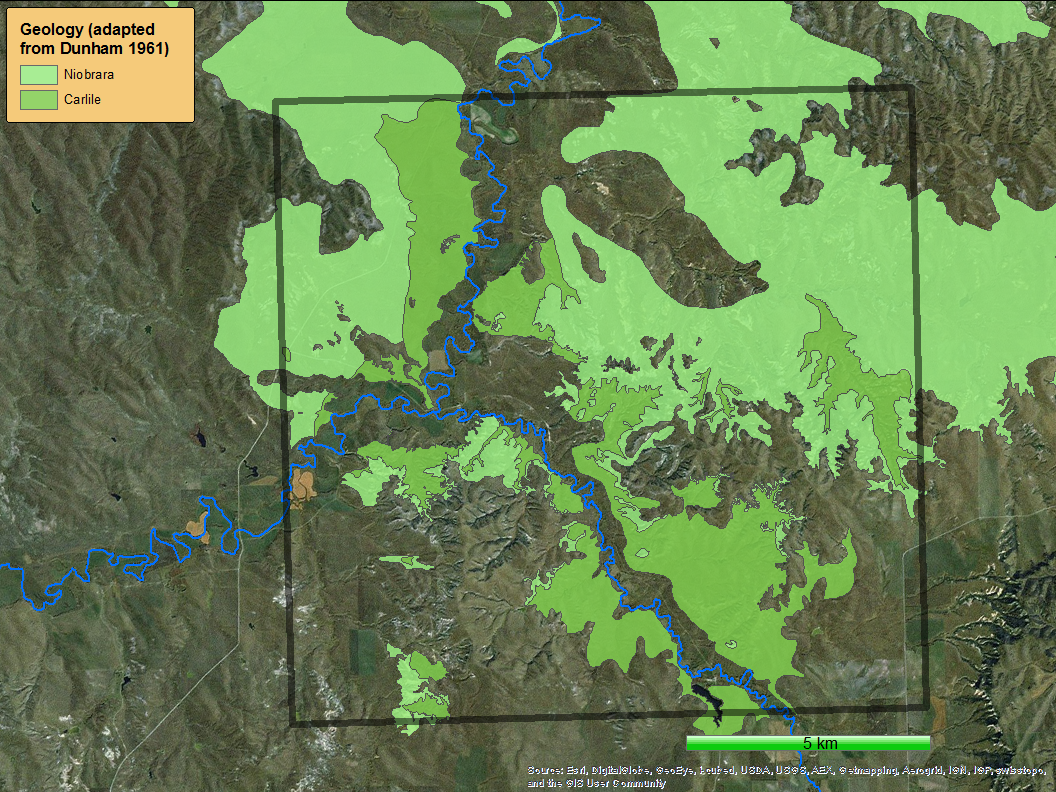 Geology (adapted
from Dunham 1961)
Niobrara
Carlile
5 km
Source: Esri, DigitalGlobe, GeoEye, i-cubed, USDA, USGS, AEX, Getmapping, Aerogrid, IGN, IGP, swisstopo,
and the GIS User Community